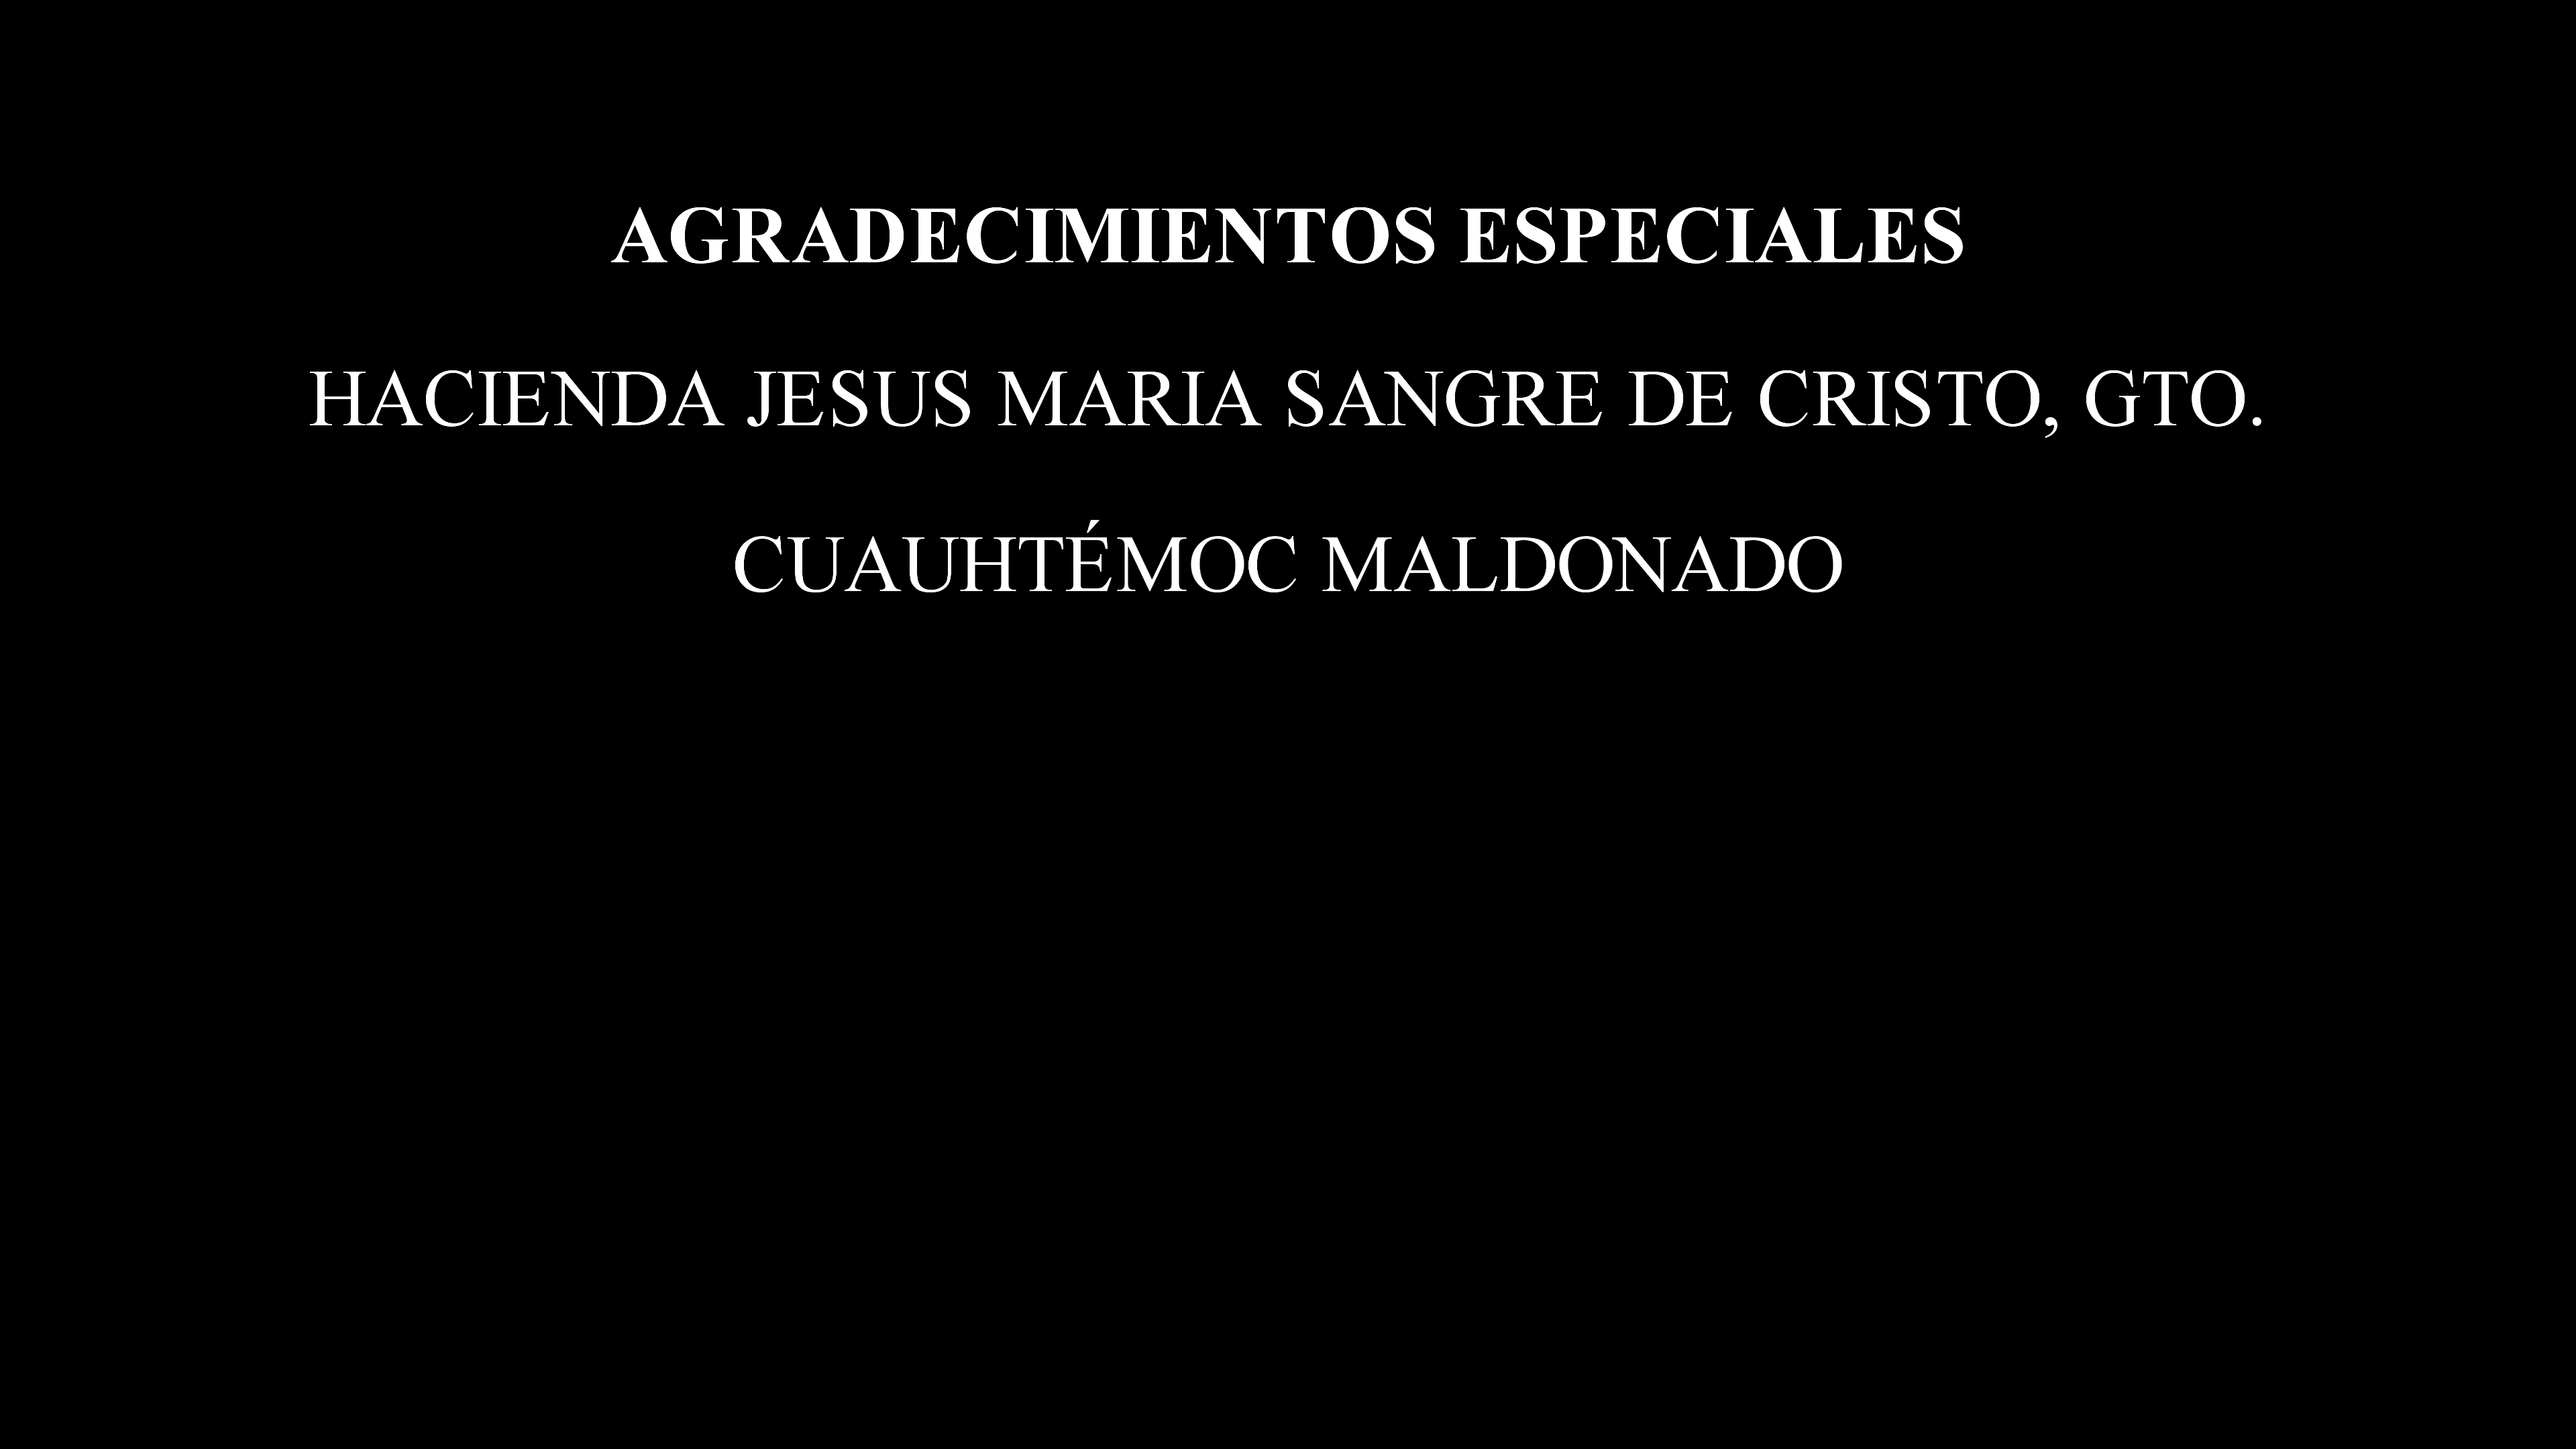 AGRADECIMIENTOS ESPECIALES
HACIENDA JESUS MARIA SANGRE DE CRISTO, GTO.
CUAUHTÉMOC MALDONADO